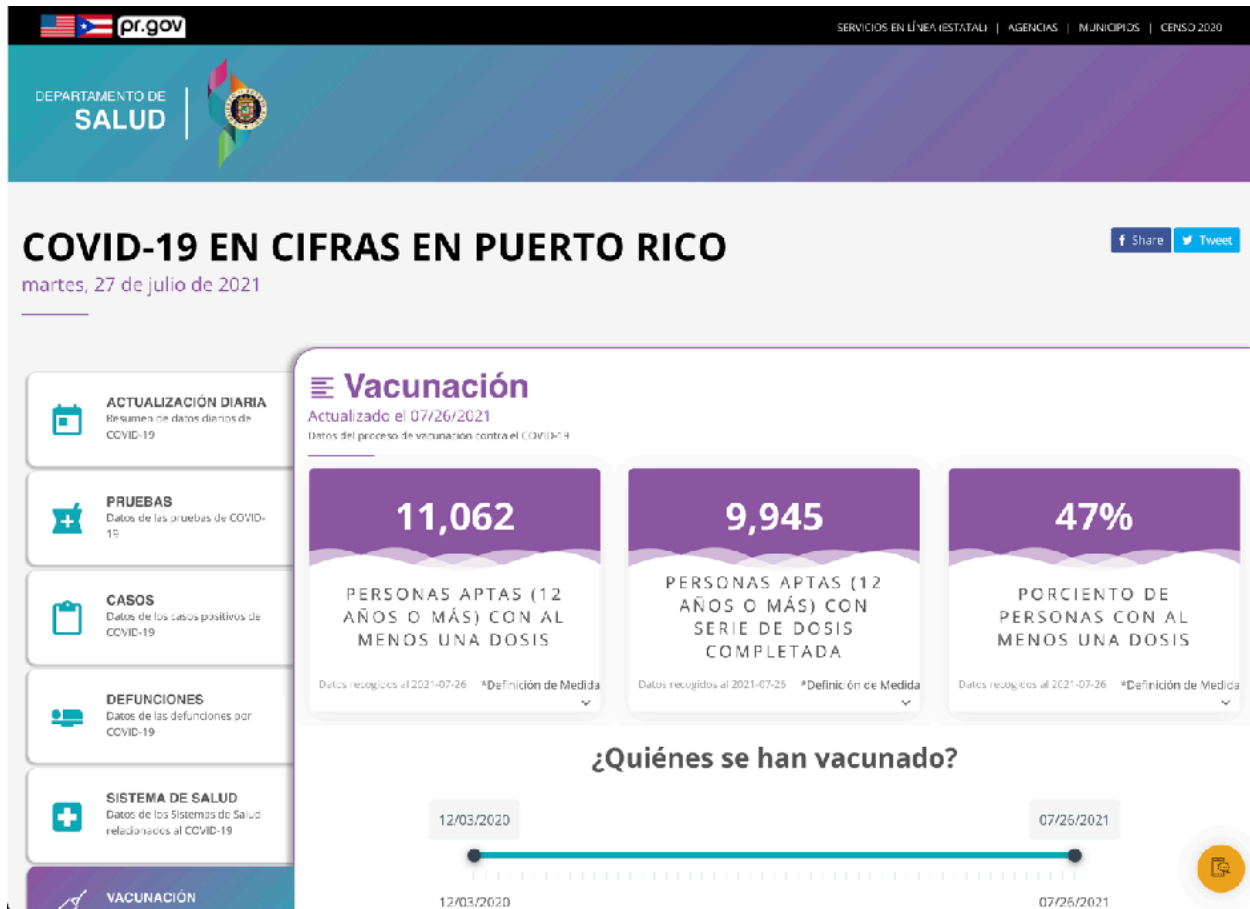 pr.gov
SERVICIOS EN LÍNEA (ESTATAL) | AGENCIAS | MUNICIPIOS | CENSO 2020
DEPARTAMENTO DE
SALUD
COVID-19 EN CIFRAS EN PUERTO RICO
Share
Tweet
martes, 27 de julio de 2021
ACTUALIZACIÓN DIARIA
Resumen de datos diarios de
COVID-19
PRUEBAS
Datos de las pruebas de COVID-
19
CASOS
Datos de los casos positivos de
COVID-19
DEFUNCIONES
Datos de las defunciones por
COVID-19
SISTEMA DE SALUD
Datos de los Sistemas de Salud
relacionados al COVID-19
VACUNACIÓN
Vacunación
Actualizado el 07/26/2021
Datos del proceso de vacunación contra el COVID-19
11,062
PERSONAS APTAS (12
AÑOS O MÁS) CON AL
MENOS UNA DOSIS
Datos recogidos al 2021-07-26 *Definición de Medida
9,945
PERSONAS APTAS (12
AÑOS O MÁS) CON
SERIE DE DOSIS
COMPLETADA
Datos recogidos al 2021-07-26 *Definición de Medida
47%
PORCIENTO DE
PERSONAS CON AL
MENOS UNA DOSIS
Datos recogidos al 2021-07-26 *Definición de Medida
¿Quiénes se han vacunado?
12/03/2020
07/26/2021
12/03/2020
07/26/2021